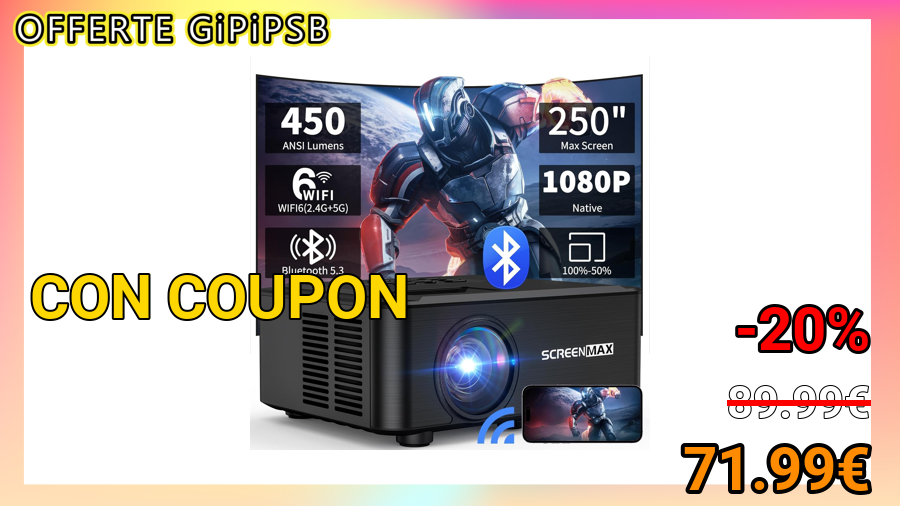 OFFERTE GiPiPSB
450
ANSI Lumens
250"
Max Screen
6 WIFI
WIFI6(2.4G+5G)
1080P
Native
Bluetooth 5.3
100%-50%
CON COUPON
SCREENMAX
-20%
89.99€
71.99€